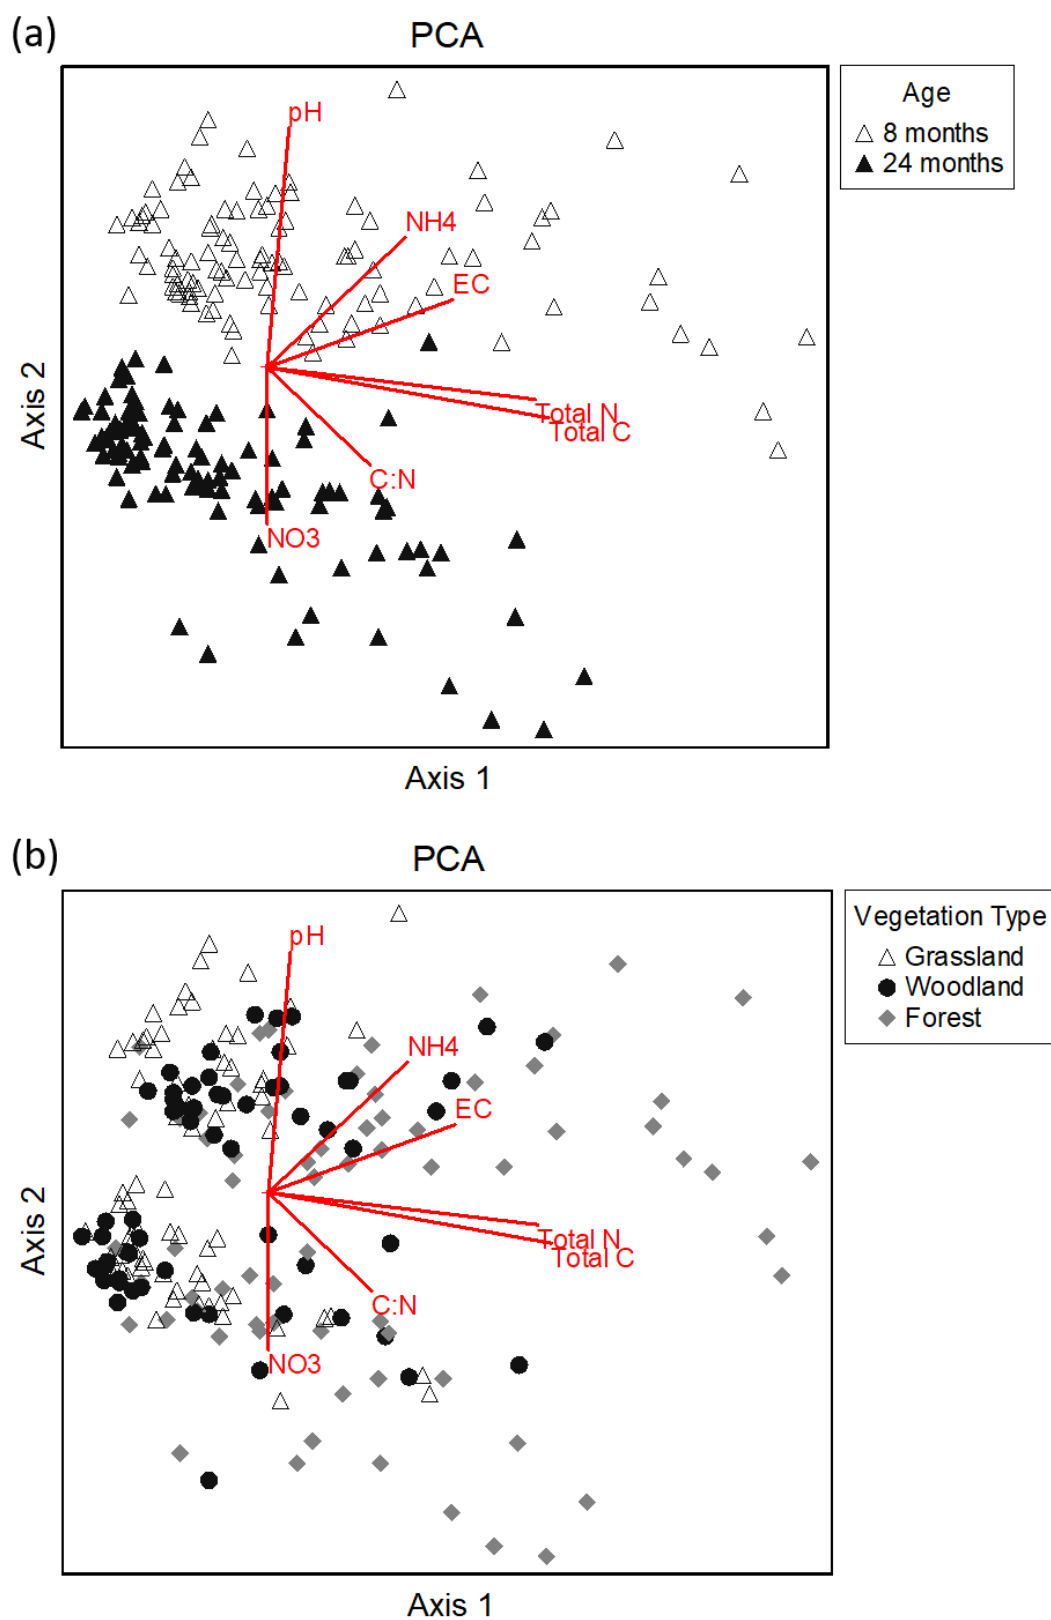 (a)
PCA
Age
8 months
24 months
pH
NH4
EC
Total N
Total C
C:N
NO3
Axis 2
Axis 1
(b)
PCA
Vegetation Type
Grassland
Woodland
Forest
pH
NH4
EC
Total N
Total C
C:N
NO3
Axis 2
Axis 1